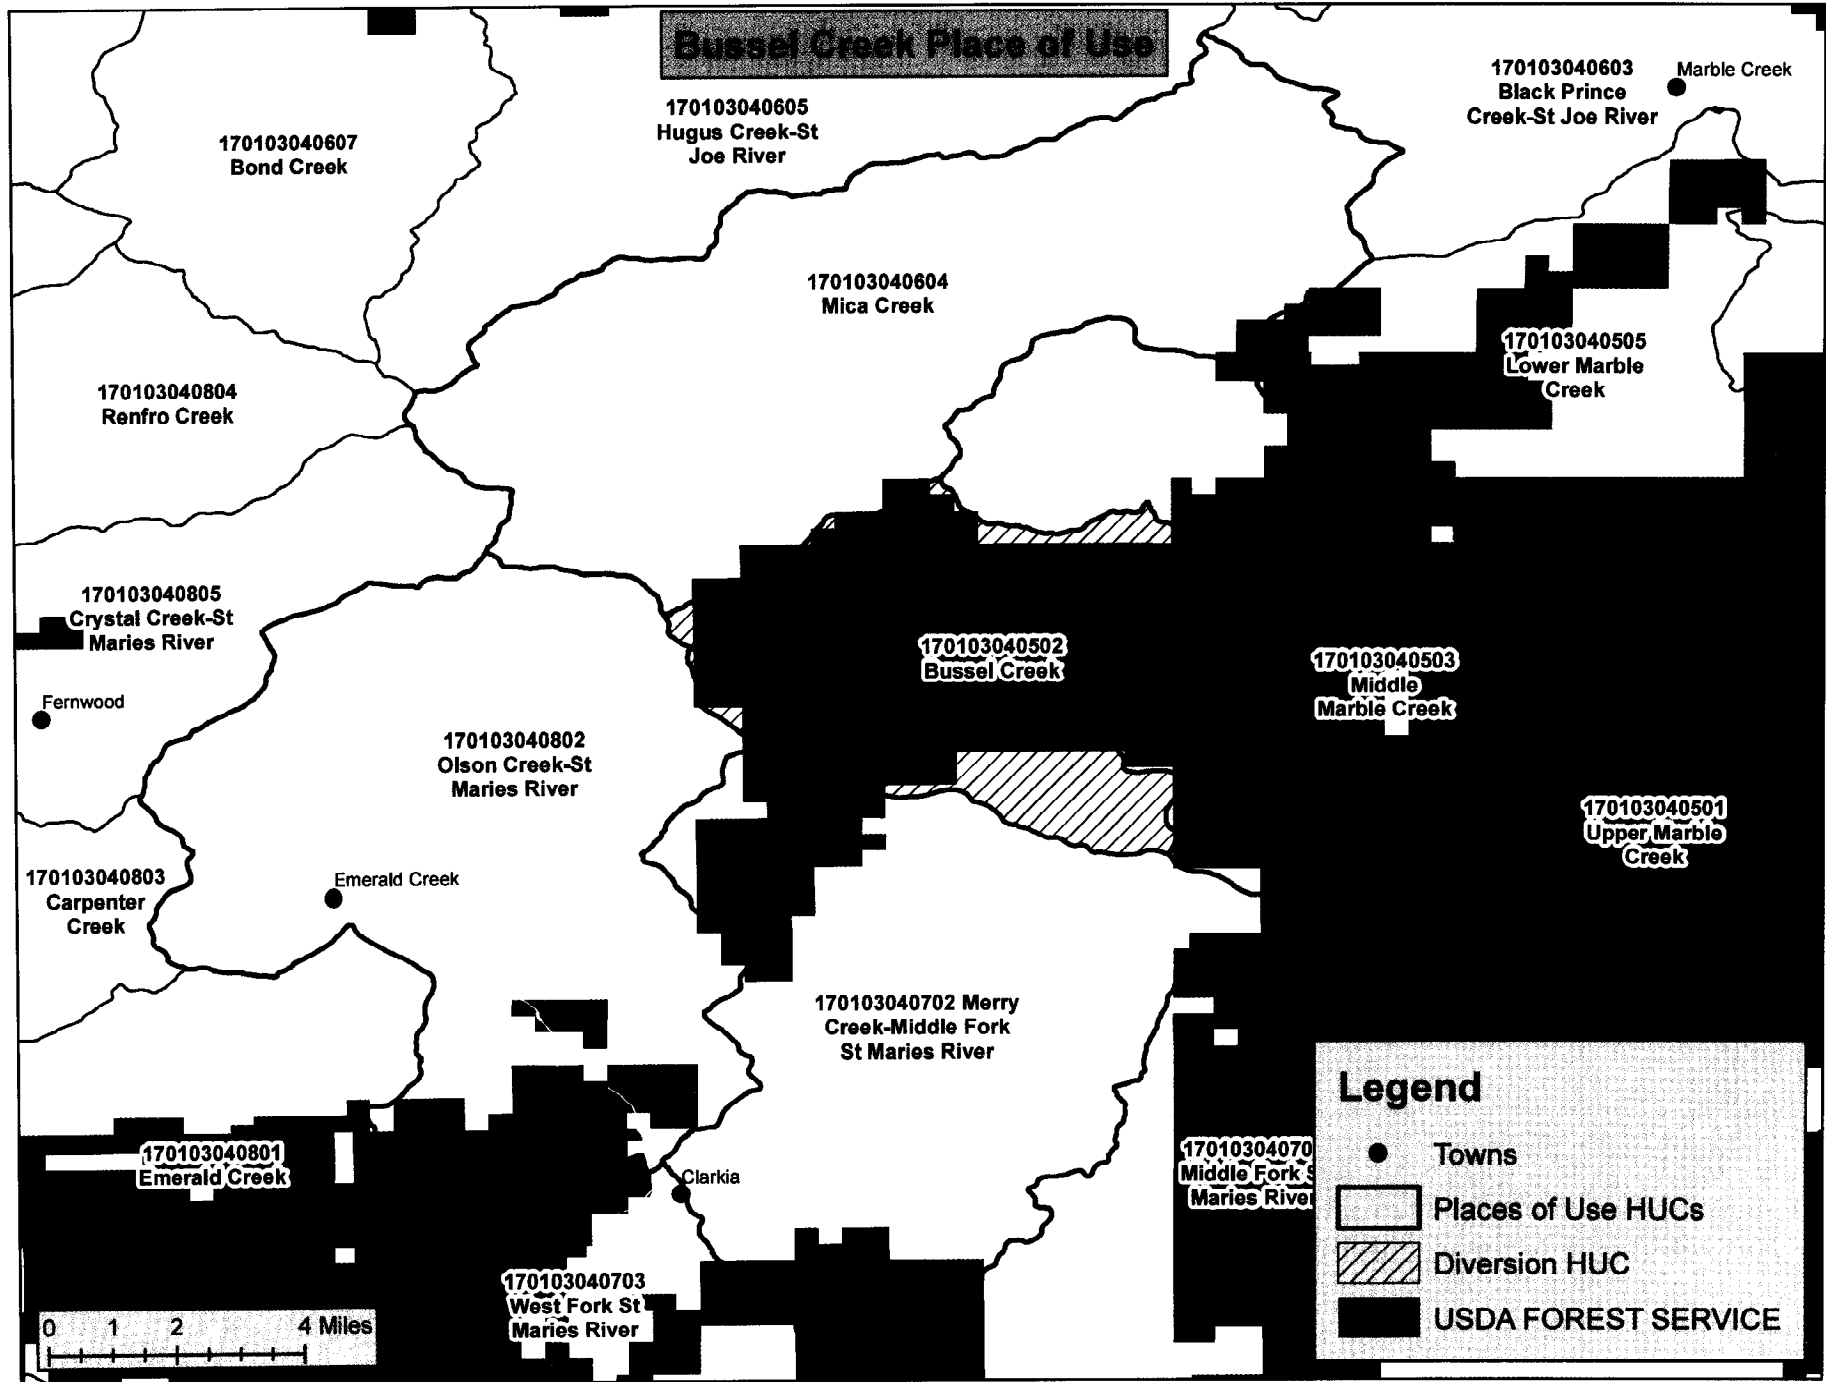 Bussel Creek Place of Use
170103040603
Black Prince
Creek-St Joe River
Marble Creek
170103040605
Hugus Creek-St
Joe River
170103040607
Bond Creek
170103040604
Mica Creek
170103040505
Lower Marble
Creek
170103040804
Renfro Creek
170103040805
Crystal Creek-St
Maries River
170103040502
Bussel Creek
170103040503
Middle
Marble Creek
Fernwood
170103040802
Olson Creek-St
Maries River
170103040501
Upper Marble
Creek
170103040803
Carpenter
Creek
Emerald Creek
170103040702 Merry
Creek-Middle Fork
St Maries River
170103040801
Emerald Creek
Clarkia
17010304070
Middle Fork S
Maries River
170103040703
West Fork St
Maries River
Legend
Towns
Places of Use HUCs
Diversion HUC
USDA FOREST SERVICE
0 1 2 4 Miles